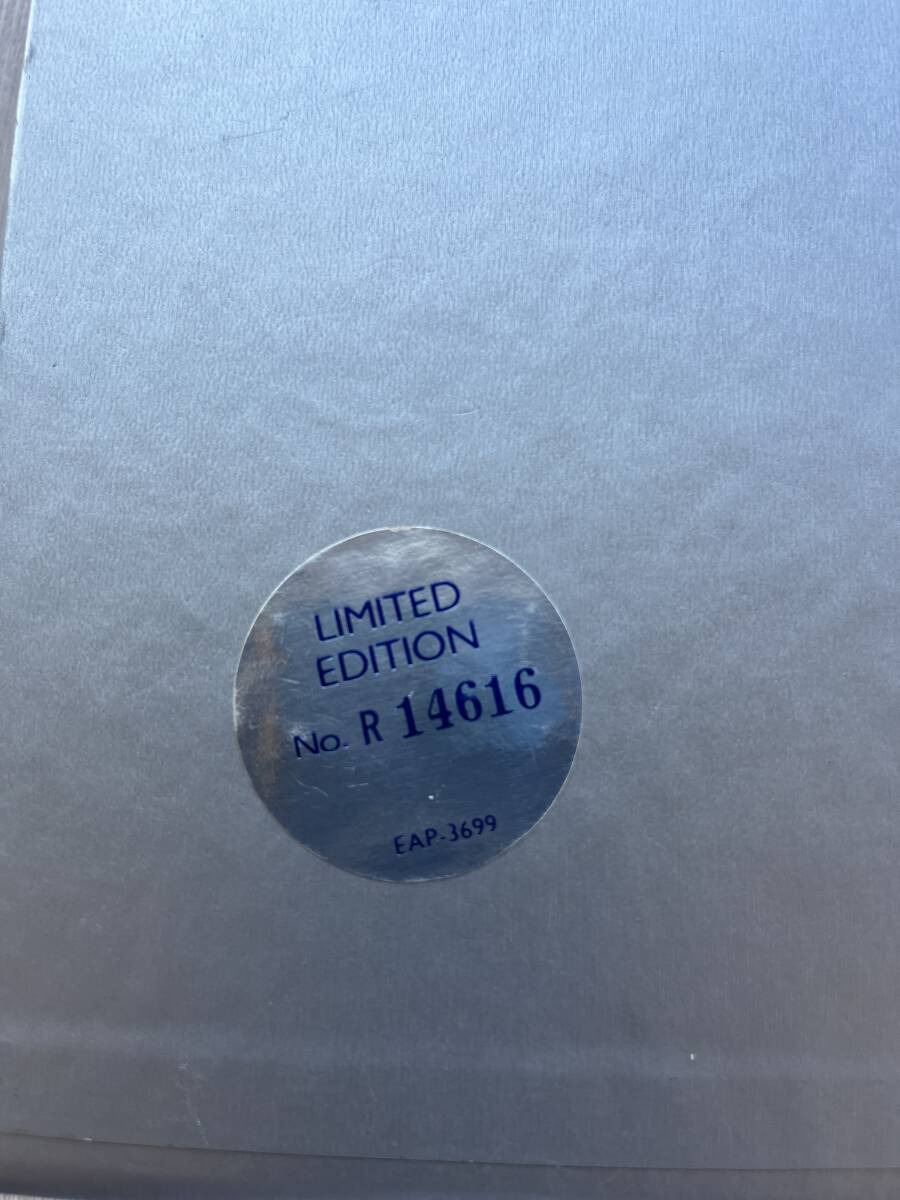 LIMITED
EDITION
No. R 14616
EAP-3699